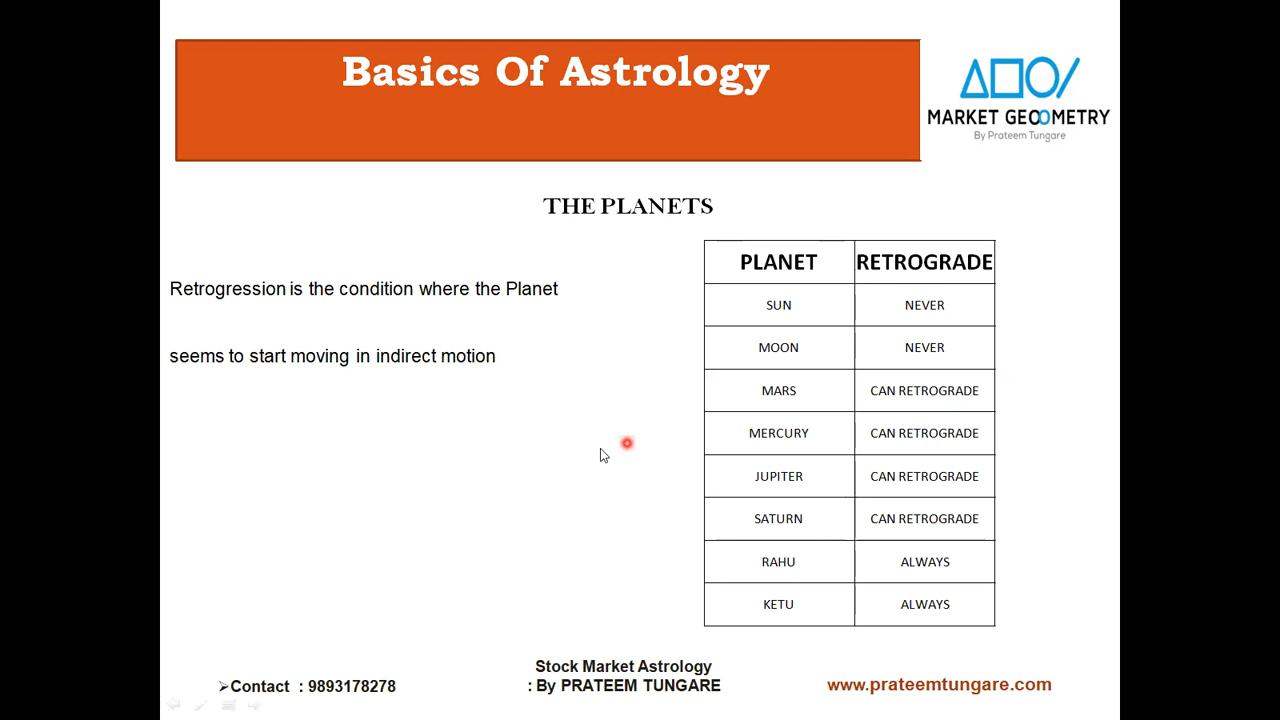 Basics Of Astrology
MARKET GEOOMETRY
By Prateem Tungare
THE PLANETS
Retrogression is the condition where the Planet
seems to start moving in indirect motion
PLANET RETROGRADE
SUN NEVER
MOON NEVER
MARS CAN RETROGRADE
MERCURY CAN RETROGRADE
JUPITER CAN RETROGRADE
SATURN CAN RETROGRADE
RAHU ALWAYS
KETU ALWAYS
Stock Market Astrology
➢Contact : 9893178278
: By PRATEEM TUNGARE
www.prateemtungare.com